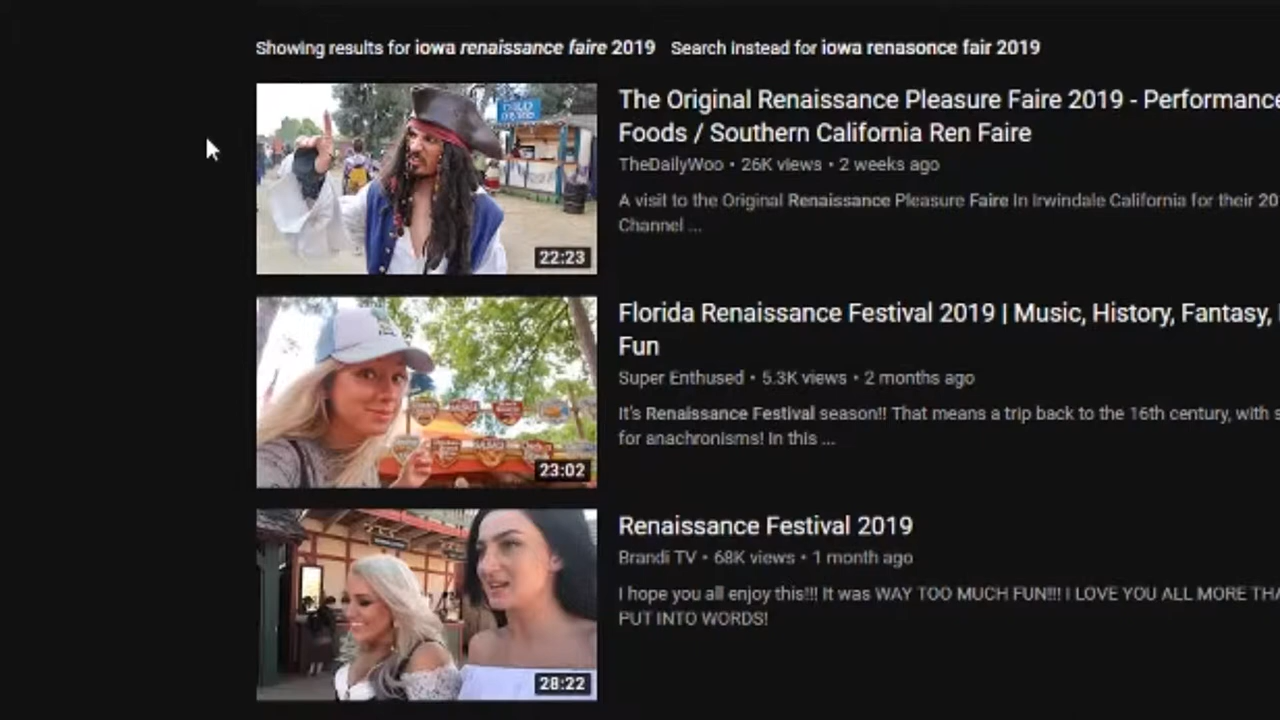 Showing results for iowa renaissance faire 2019 Search instead for iowa renasonce fair 2019
The Original Renaissance Pleasure Faire 2019 - Performance
Foods / Southern California Ren Faire
TheDailyWoo • 26K views • 2 weeks ago
A visit to the Original Renaissance Pleasure Faire In Irwindale California for their 20
Channel ...
22:23
Florida Renaissance Festival 2019 | Music, History, Fantasy,
Fun
Super Enthused • 5.3K views • 2 months ago
It's Renaissance Festival season!! That means a trip back to the 16th century, with s
for anachronisms! In this ...
23:02
Renaissance Festival 2019
Brandi TV • 68K views • 1 month ago
I hope you all enjoy this!!! It was WAY TOO MUCH FUN!!!! I LOVE YOU ALL MORE THA
PUT INTO WORDS!
28:22